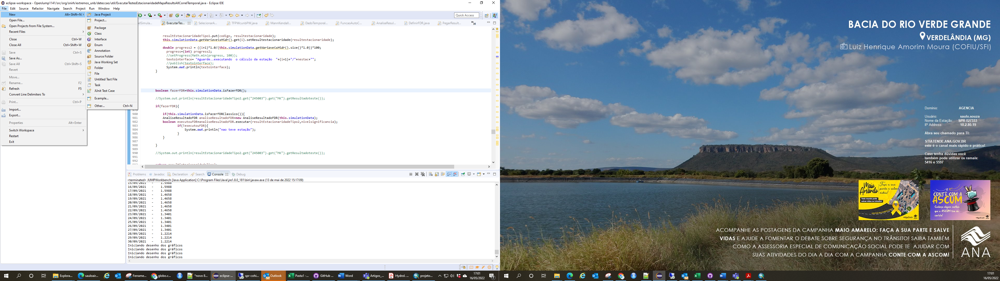 eclipse-workspace - OpenJump1141/src/org/snirh/extremos_unb/deteccao/util/ExecutarTestesEstacionaridadeMapaResultsAllCorrelTemporal.java - Eclipse IDE
File Edit Source Refactor Navigate Search Project Run Window Help
New Alt+Shift+N >
Open File...
Open Projects from File System...
Recent Files >
Close Ctrl+W
Close All Ctrl+Shift+W
Save Ctrl+S
Save As...
Save All Ctrl+Shift+S
Revert
Move...
Rename... F2
Refresh F5
Convert Line Delimiters To >
Print... Ctrl+P
Import...
Export...
Properties Alt+Enter
Switch Workspace >
Restart
Exit
Java Project
Project...
Package
Class
Interface
Enum
Annotation
Source Folder
Java Working Set
Folder
File
Untitled Text File
Task
JUnit Test Case
Example...
Other... Ctrl+N
Quick Access
elSimula... ExecutarTes... SelecionarA... TFPWcunbPW.java MannKendall... DadoTemporal... FuncaoAutoC... AnaliseResul... DefinirFDR.java PegarResult... 36
resultEstacionaridadeTipo1.put(codigo, resultestacionaridade);
this.simulationData.getVariaveisHidr().get(i).setResultestacionaridade(resultestacionaridade);
double progress2 = ((i+1)*1.0/(this.simulationData.getVariaveisHidr().size()*1.0))*100;
progress=(int) progress2;
//setProgress(Math.min(progress, 100));
textointerface= "Aguarde..executando  o cálculo da estação  "+(i+1)+"/"+nestac+"";
//publish(textointerface);
System.out.println(textointerface);
}
boolean fazerFDR=this.simulationData.isFazerFDR();
//System.out.println(resultEstacionaridadeTipo2.get("245003").get("MK").getResultadoteste());
if(fazerFDR){
979
980 if(this.simulationData.isFazerFDRClassico()){
981 AnaliseResultadoFDR analiseResultadoFDR=new AnaliseResultadoFDR(this.simulationData);
982 boolean executouFDR=analiseResultadoFDR.executar(resultEstacionaridadeTipo2,nivelsignificancia);
983 if(!executouFDR){
984 System.out.println("nao teve estação");
985 }
986 }
987
988 }
989
990 //System.out.println(resultEstacionaridadeTipo2.get("245003").get("MK").getResultadoteste());
991
992
Problems Javadoc Declaration Search Console Debug
<terminated> JUMPWorkbench [Java Application] C:\Program Files\Java\jre1.8.0_181\bin\javaw.exe (13 de mai de 2022 15:17:09)
15/09/2021 - 1.5988
16/09/2021 - 1.5988
17/09/2021 - 1.5988
18/09/2021 - 1.4658
19/09/2021 - 1.4658
20/09/2021 - 1.4658
21/09/2021 - 1.4658
22/09/2021 - 1.4658
23/09/2021 - 1.3401
24/09/2021 - 1.3401
25/09/2021 - 1.3401
26/09/2021 - 1.3401
27/09/2021 - 1.3401
28/09/2021 - 1.2214
29/09/2021 - 1.2214
30/09/2021 - 1.2214
Iniciando desenho dos gráficos
Iniciando desenho dos gráficos
Iniciando desenho dos gráficos
Iniciando desenho dos gráficos
Explora... sauloair... Ferrame... globo.c... *novo 8... eclipse-... spr-cohi... Outlook Pasta1 -... GitHub ... Word Artigos_... Hydrol. ... projeto... 17:01
16/05/2022
7
BACIA DO RIO VERDE GRANDE
VERDELÂNDIA (MG)
Luiz Henrique Amorim Moura (COFIU/SFI)
Domínio: AGENCIA
Usuário: saulo.souza
Nome da Estação: SPR-027333
IP Address: 10.2.80.19
Abra seu chamado para TI:
STIATENDE.ANA.GOV.BR
este é o canal mais rápido e prático!
Caso tenha dúvidas você
também pode utilizar os ramais:
5416 e 5597
Maio Amarelo
Faça a sua parte e salve vidas!
Todo mundo pode
salvar vidas no trânsito!
JUNTOS SALVAMOS VIDAS
ANA
CONTE COM A
ASCOM
Conheça alguns coelhos
que a ASCOM tira da
cartola!
ANA
ACOMPANHE AS POSTAGENS DA CAMPANHA MAIO AMARELO: FAÇA A SUA PARTE E SALVE
VIDAS E AJUDE A FOMENTAR O DEBATE SOBRE SEGURANÇA NO TRÂNSITO! SAIBA TAMBÉM
COMO A ASSESSORIA ESPECIAL DE COMUNICAÇÃO SOCIAL PODE TE AJUDAR COM
SUAS ATIVIDADES DO DIA A DIA COM A CAMPANHA CONTE COM A ASCOM!
ANA
17:01
16/05/2022